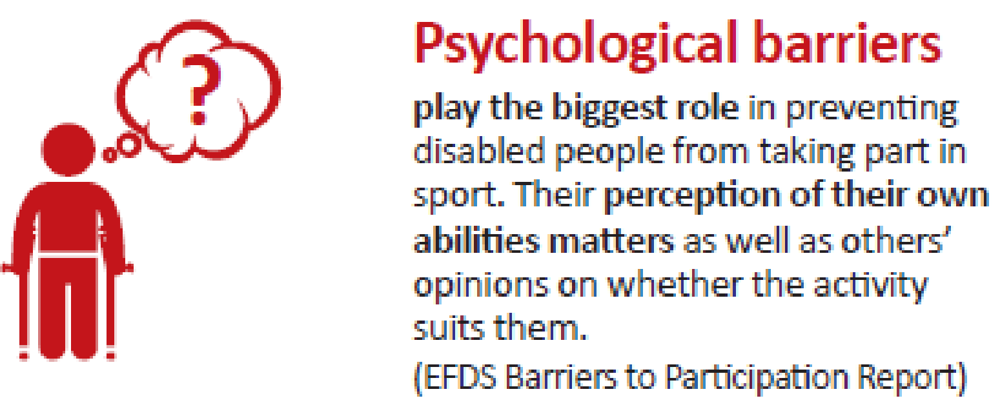 ?
Psychological barriers
play the biggest role in preventing
disabled people from taking part in
sport. Their perception of their own
abilities matters as well as others’
opinions on whether the activity
suits them.
(EFDS Barriers to Participation Report)